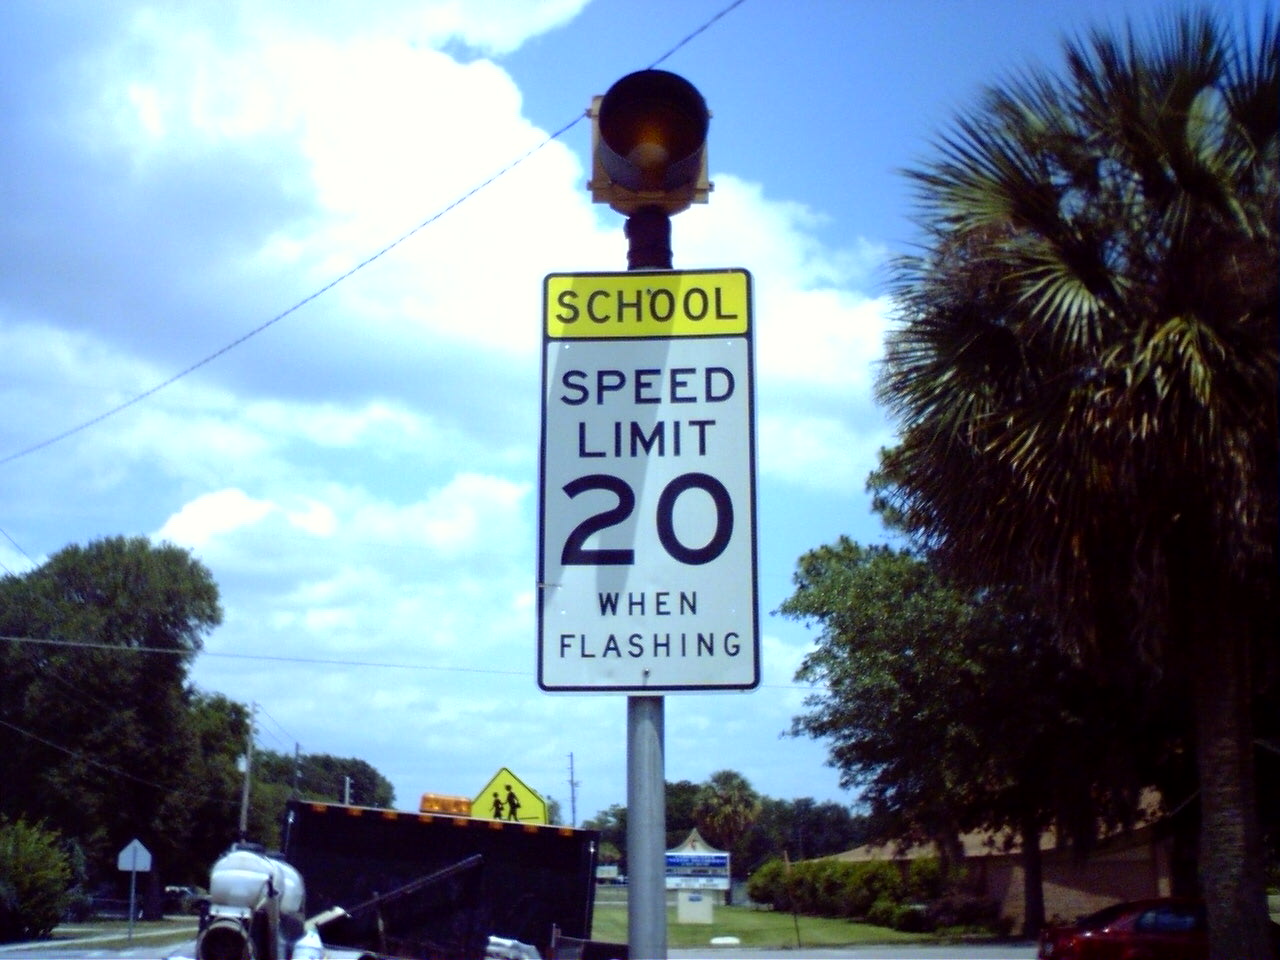 SCHOOL
SPEED
LIMIT
20
WHEN
FLASHING